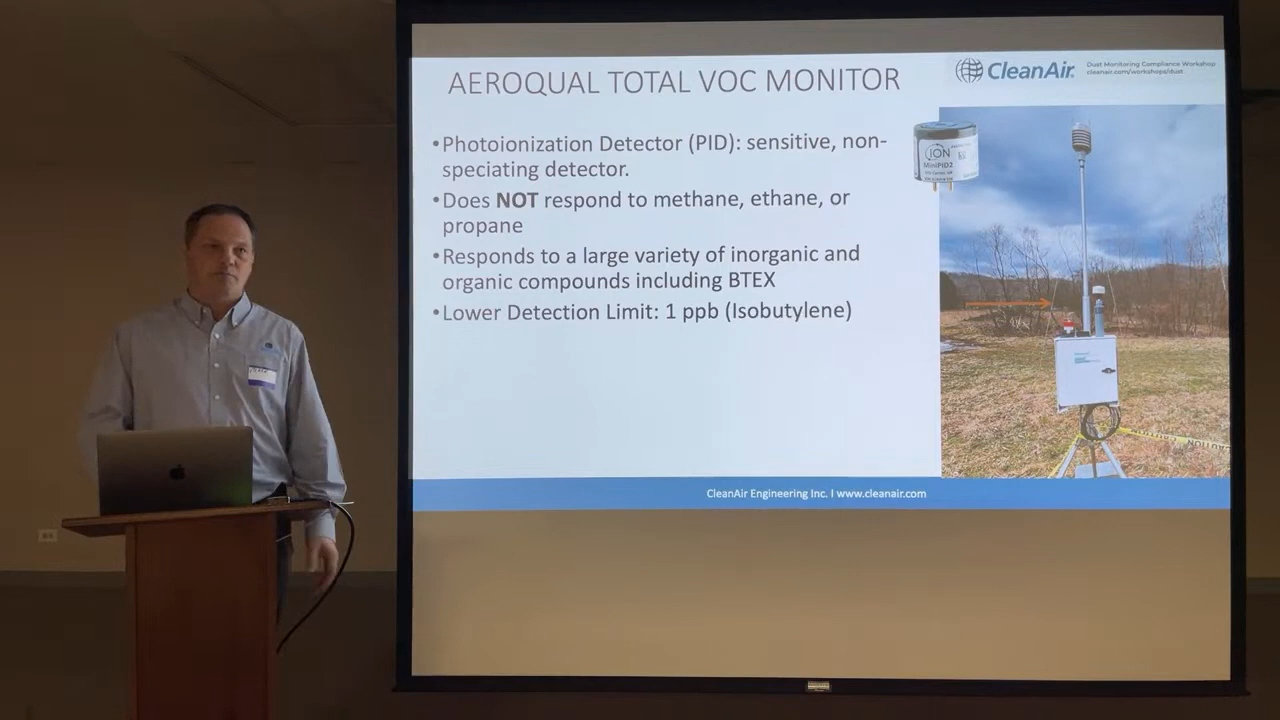 AEROQUAL TOTAL VOC MONITOR
CleanAir.
Dust Monitoring Compliance Workshop
cleanair.com/workshops/dust
•Photoionization Detector (PID): sensitive, non-
speciating detector.
•Does NOT respond to methane, ethane, or
propane
•Responds to a large variety of inorganic and
organic compounds including BTEX
•Lower Detection Limit: 1 ppb (Isobutylene)
ION
MiniPID2
CAUTION
CleanAir Engineering Inc. I www.cleanair.com